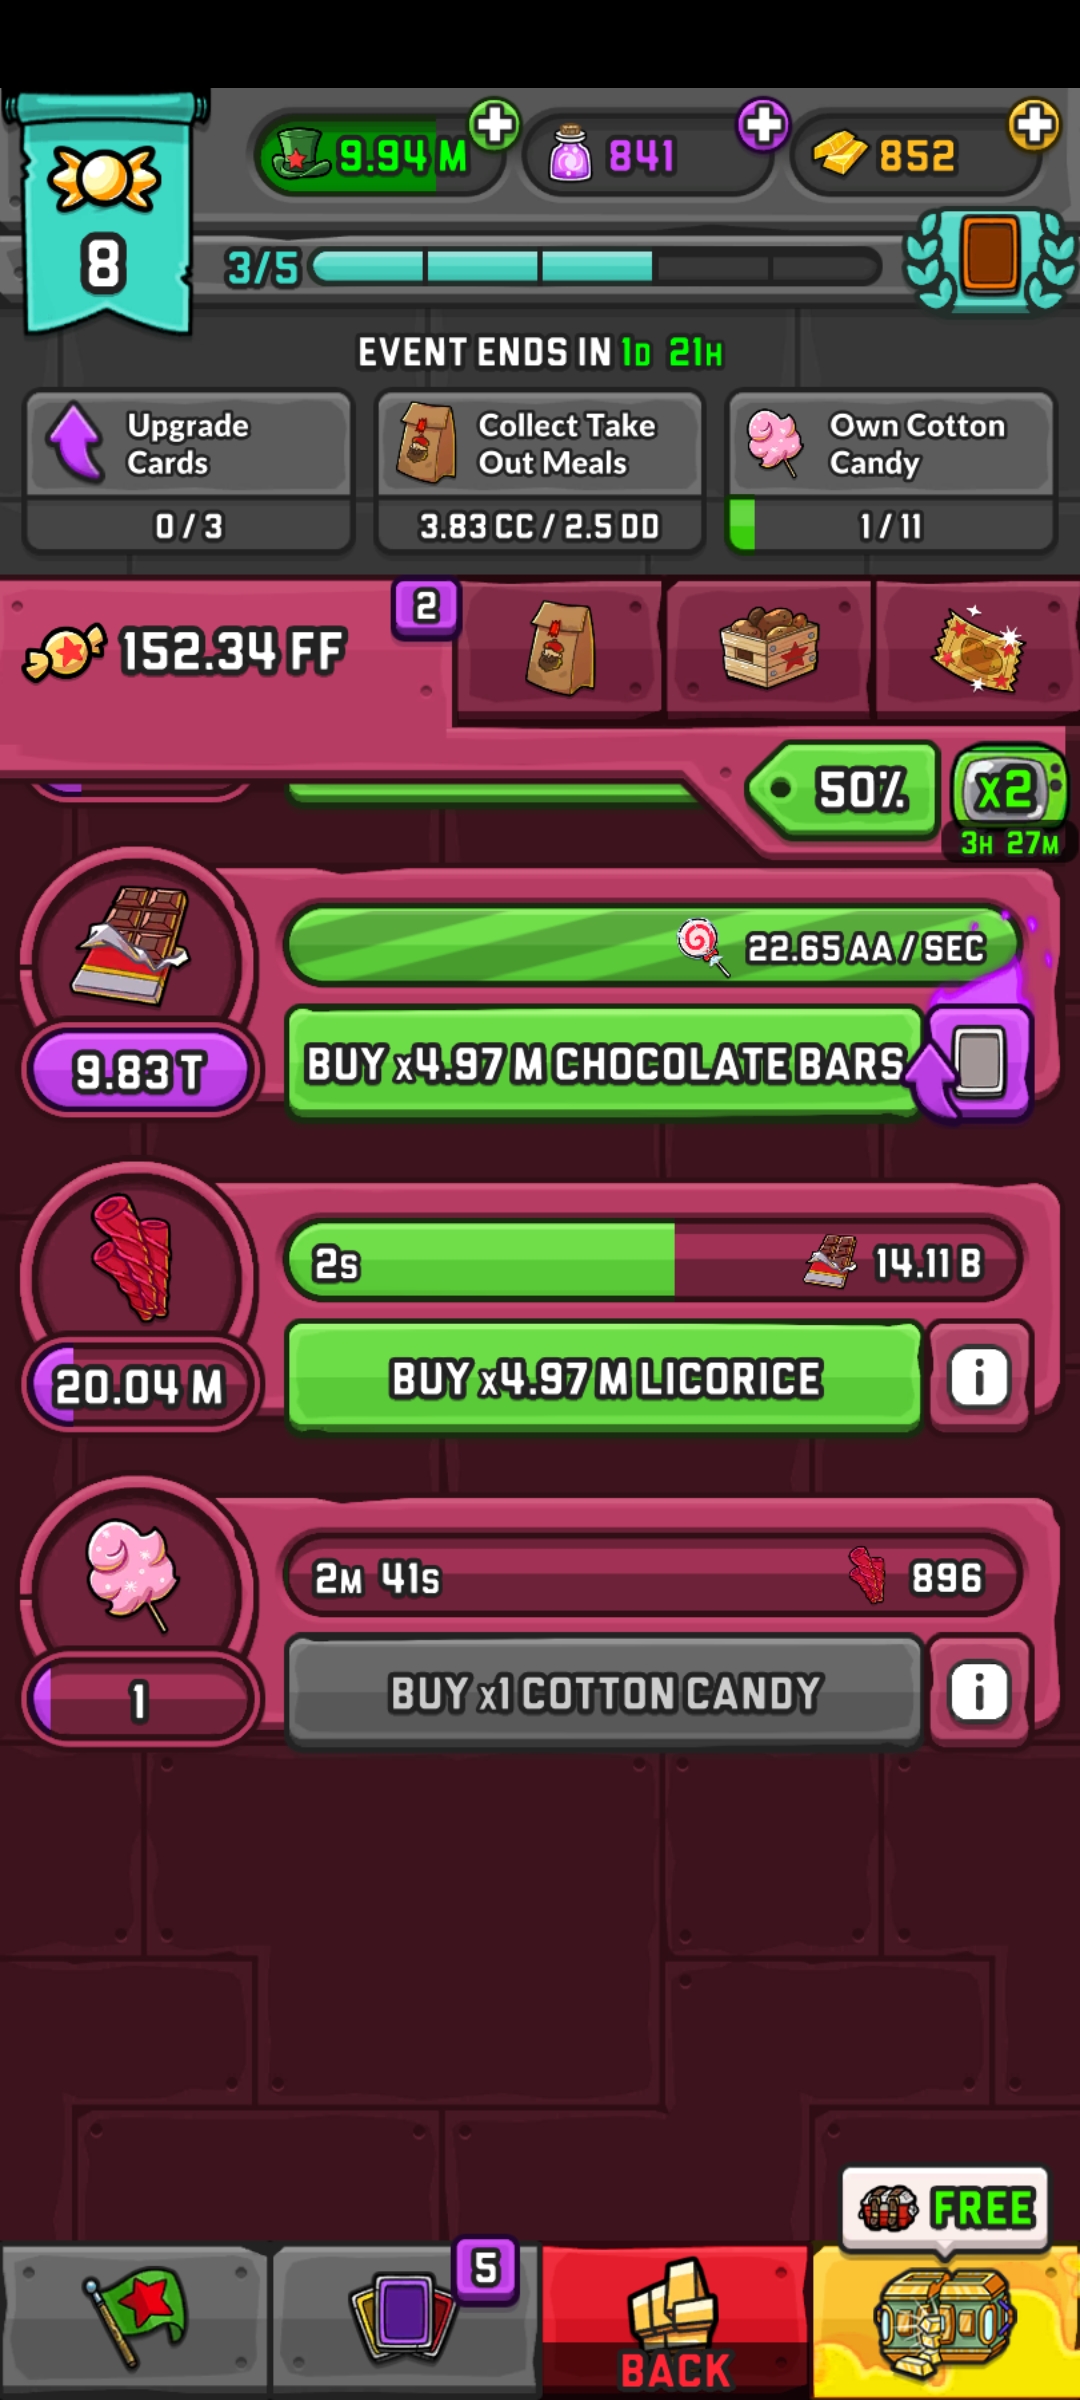 9.94 M
841
852
8
3/5
EVENT ENDS IN 1D 21H
Upgrade
Cards
0 / 3
Collect Take
Out Meals
3.83 CC / 2.5 DD
Own Cotton
Candy
1 / 11
152.34 FF
2
50%
x2
3H 27M
22.65 AA / SEC
9.83 T
BUY x4.97 M CHOCOLATE BARS
2S
14.11 B
20.04 M
BUY x4.97 M LICORICE
i
2M 41S
896
1
BUY x1 COTTON CANDY
i
FREE
5
BACK